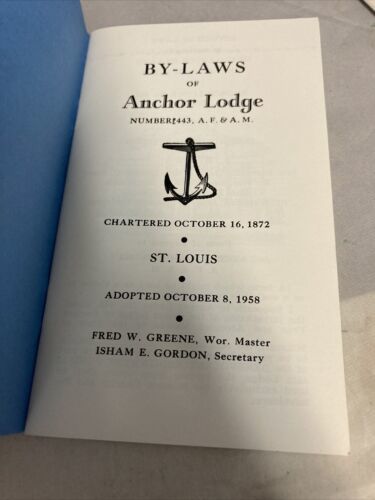 BY-LAWS
OF
Anchor Lodge
NUMBER 443, A. F. & A. M.
CHARTERED OCTOBER 16, 1872
ST. LOUIS
ADOPTED OCTOBER 8, 1958
FRED W. GREENE, Wor. Master
ISHAM E. GORDON, Secretary